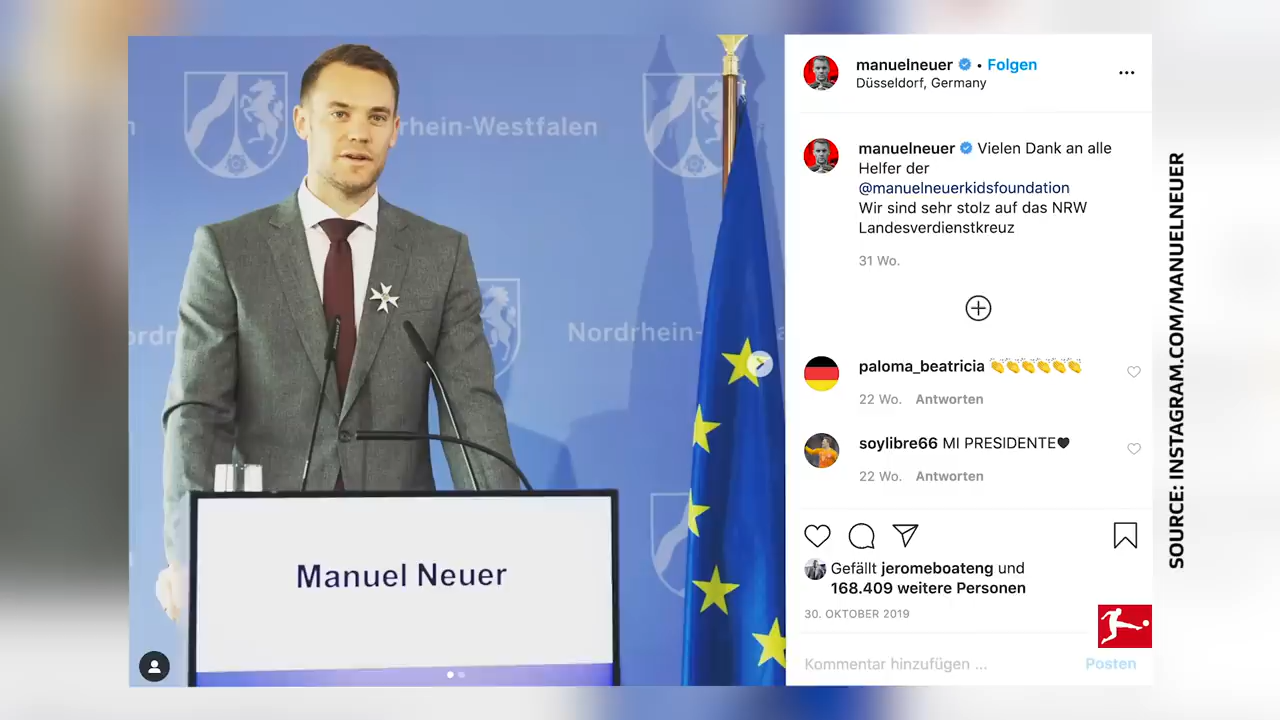 rhein-Westfalen
Nordrhein-
Manuel Neuer
manuelneuer • Folgen
Düsseldorf, Germany
manuelneuer Vielen Dank an alle
Helfer der
@manuelneuerkidsfoundation
Wir sind sehr stolz auf das NRW
Landesverdienstkreuz
31 Wo.
paloma_beatricia 👏👏👏👏👏👏
22 Wo. Antworten
soylibre66 MI PRESIDENTE🖤
22 Wo. Antworten
Gefällt jeromeboateng und
168.409 weitere Personen
30. OKTOBER 2019
Kommentar hinzufügen ...
Posten
SOURCE: INSTAGRAM.COM/MANUELNEUER